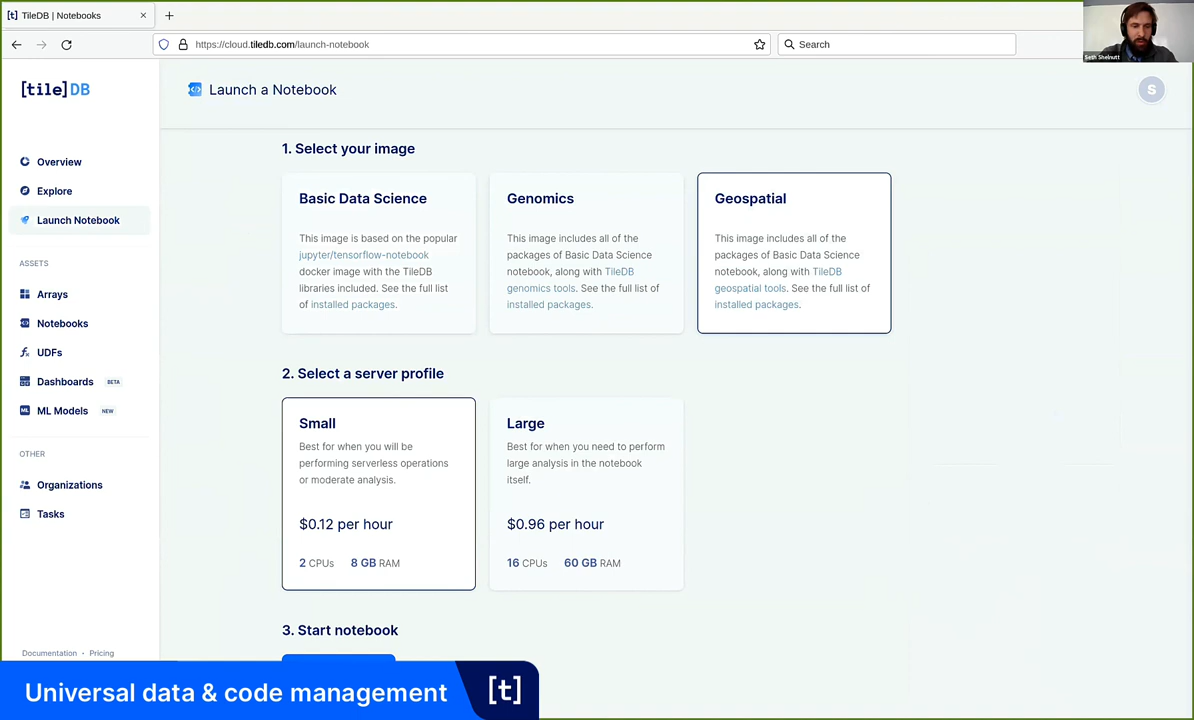 [t] TileDB | Notebooks
https://cloud.tiledb.com/launch-notebook
Search
Seth Shelnutt
[tile]DB
Launch a Notebook
S
Overview
Explore
Launch Notebook
ASSETS
Arrays
Notebooks
UDFs
Dashboards BETA
ML Models NEW
OTHER
Organizations
Tasks
Documentation · Pricing
1. Select your image
Basic Data Science
This image is based on the popular
jupyter/tensorflow-notebook
docker image with the TileDB
libraries included. See the full list
of installed packages.
Genomics
This image includes all of the
packages of Basic Data Science
notebook, along with TileDB
genomics tools. See the full list of
installed packages.
Geospatial
This image includes all of the
packages of Basic Data Science
notebook, along with TileDB
geospatial tools. See the full list of
installed packages.
2. Select a server profile
Small
Best for when you will be
performing serverless operations
or moderate analysis.
$0.12 per hour
2 CPUs 8 GB RAM
Large
Best for when you need to perform
large analysis in the notebook
itself.
$0.96 per hour
16 CPUs 60 GB RAM
3. Start notebook
Universal data & code management [t]